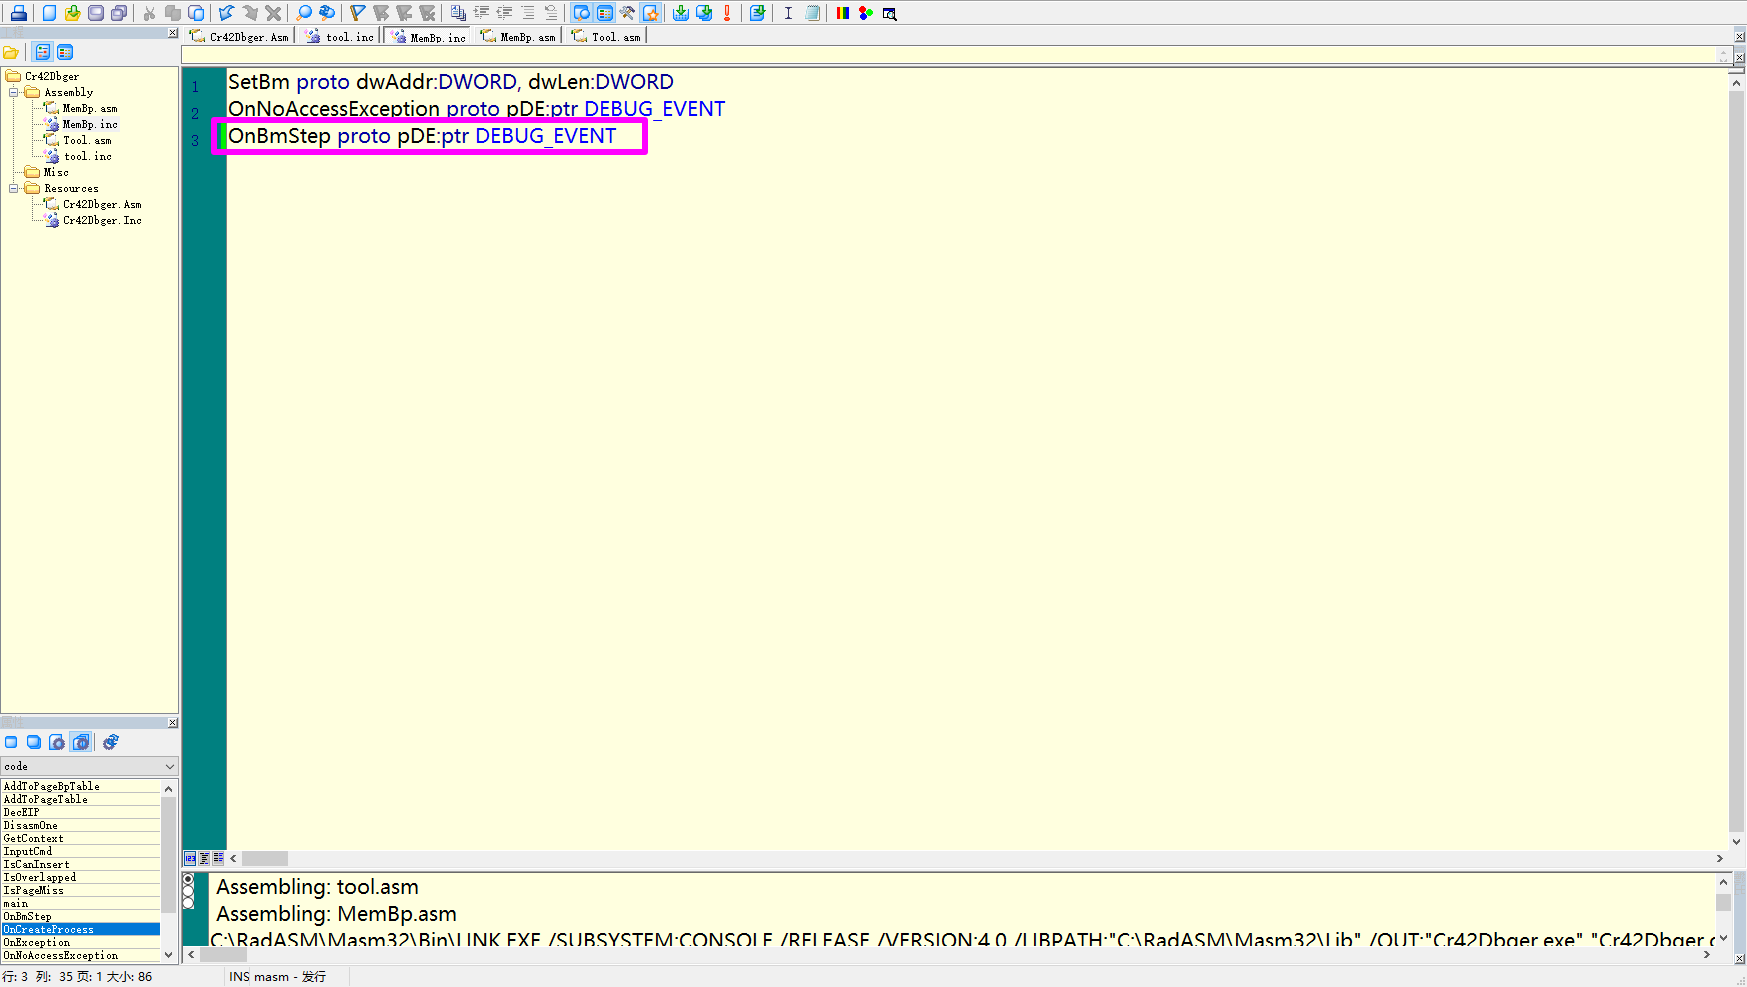 Cr42Dbger.Asm tool.inc MemBp.inc MemBp.asm Tool.asm
Cr42Dbger
Assembly
MemBp.asm
MemBp.inc
Tool.asm
tool.inc
Misc
Resources
Cr42Dbger.Asm
Cr42Dbger.Inc
1 SetBm proto dwAddr:DWORD, dwLen:DWORD
2 OnNoAccessException proto pDE:ptr DEBUG_EVENT
3 OnBmStep proto pDE:ptr DEBUG_EVENT
code
AddToPageBpTable
AddToPageTable
DecEIP
DisasmOne
GetContext
InputCmd
IsCanInsert
IsOverlapped
IsPageMiss
main
OnBmStep
OnCreateProcess
OnException
OnNoAccessException
Assembling: tool.asm
Assembling: MemBp.asm
C:\RadASM\Masm32\Bin\LINK.EXE /SUBSYSTEM:CONSOLE /RELEASE /VERSION:4.0 /LIBPATH:"C:\RadASM\Masm32\Lib" /OUT:"Cr42Dbger.exe" "Cr42Dbger.
行: 3 列: 35 页: 1 大小: 86 INS masm - 发行